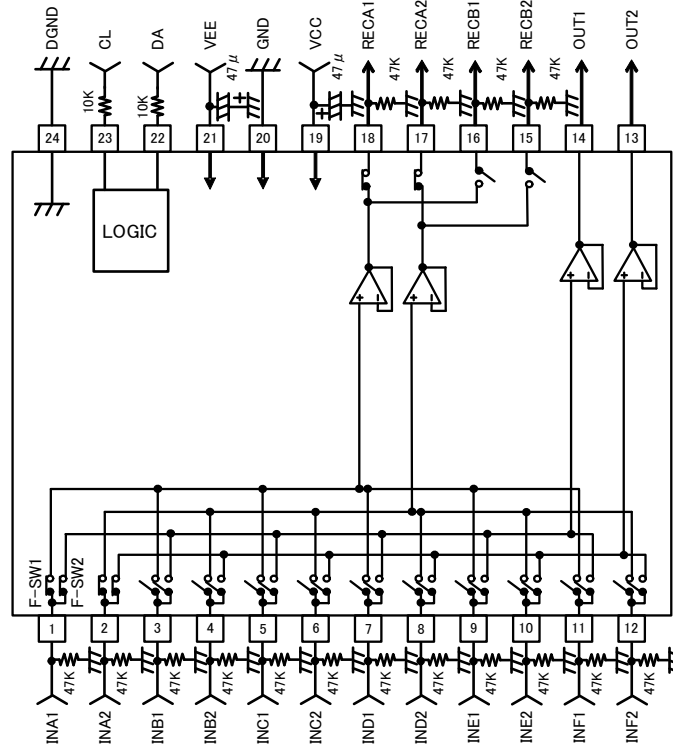 DGND CL DA VEE GND VCC RECA1 RECA2 RECB1 RECB2 OUT1 OUT2
10K 10K 47μ 47μ 47K 47K 47K 47K
24 23 22 21 20 19 18 17 16 15 14 13
LOGIC
F-SW1
F-SW2
1 2 3 4 5 6 7 8 9 10 11 12
47K 47K 47K 47K 47K 47K 47K 47K 47K 47K 47K 47K
INA1 INA2 INB1 INB2 INC1 INC2 IND1 IND2 INE1 INE2 INF1 INF2